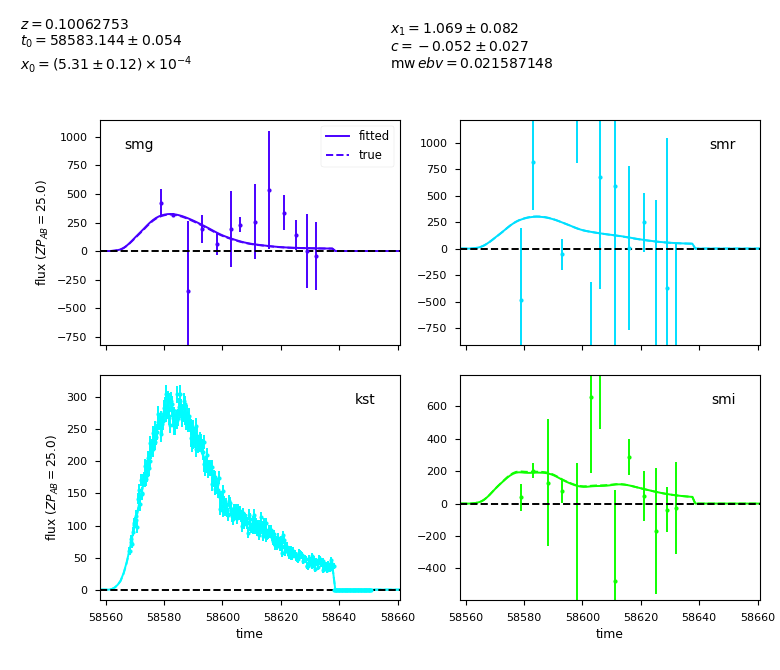 z = 0.10062753
t₀ = 58583.144 ± 0.054
x₀ = (5.31 ± 0.12) × 10⁻⁴
x₁ = 1.069 ± 0.082
c = −0.052 ± 0.027
mw ebv = 0.021587148
smg
fitted
true
1000
750
500
250
0
−250
−500
−750
flux (ZP_AB = 25.0)
smr
1000
750
500
250
0
−250
−500
−750
kst
300
250
200
150
100
50
0
flux (ZP_AB = 25.0)
58560 58580 58600 58620 58640 58660
time
smi
600
400
200
0
−200
−400
58560 58580 58600 58620 58640 58660
time